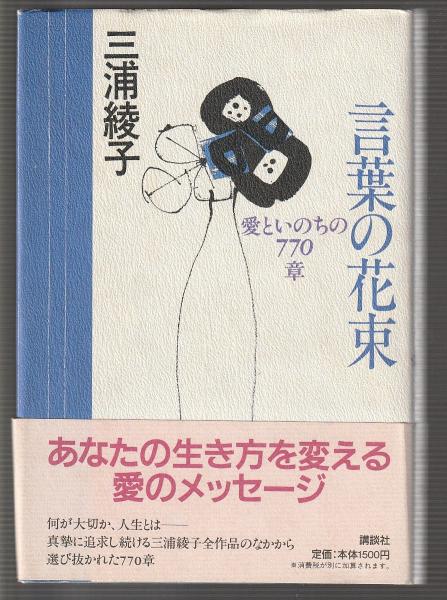 言葉の花束
愛といのちの
770
章
三浦綾子
あなたの生き方を変える
愛のメッセージ
何が大切か、人生とは——
真摯に追求し続ける三浦綾子全作品のなかから
選び抜かれた770章
講談社
定価:本体1500円
※消費税が別に加算されます。